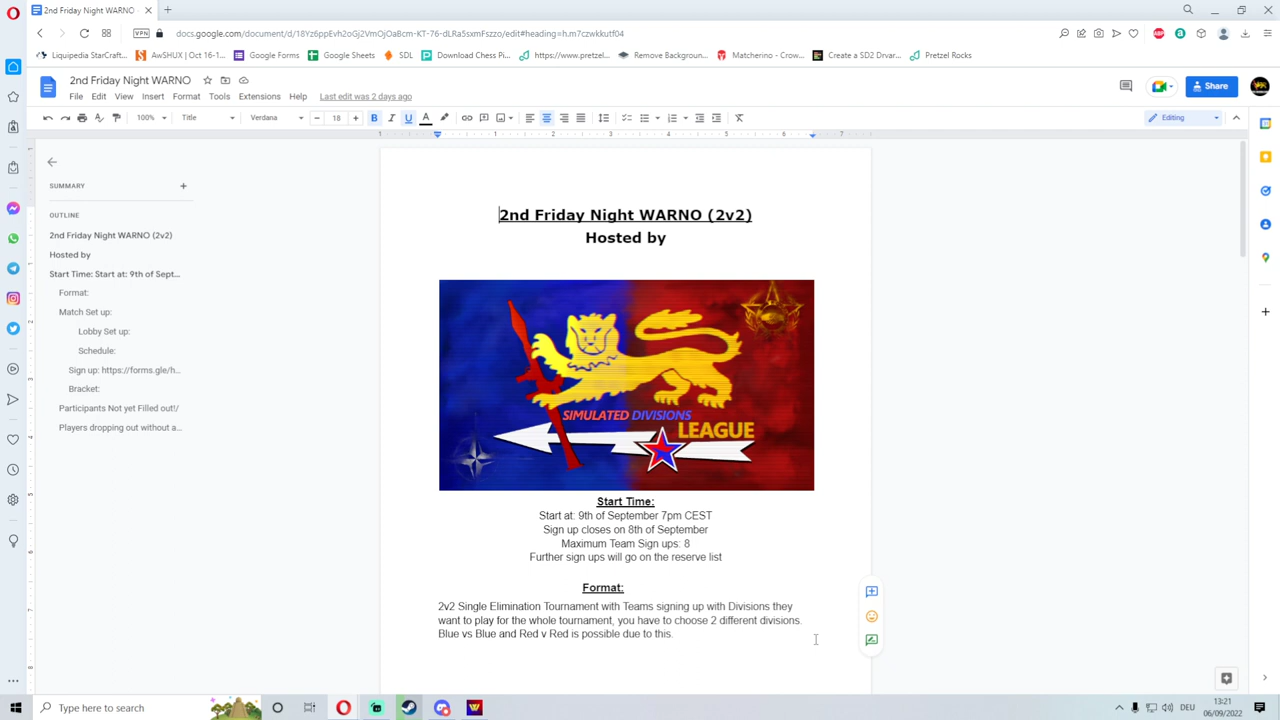 2nd Friday Night WARNO
docs.google.com/document/d/18Yz6ppEvh2oGj2VmOjOaBcm-KT-76-dLRa5sxmFszzo/edit#heading=h.m7czwkkutf04
VPN
Liquipedia StarCraft...
AwSHUX | Oct 16-1...
Google Forms
Google Sheets
SDL
Download Chess Pi...
https://www.pretzel...
Remove Backgroun...
Matcherino - Crow...
Create a SD2 Drvar...
Pretzel Rocks
2nd Friday Night WARNO
File Edit View Insert Format Tools Extensions Help Last edit was 2 days ago
Share
100% Title Verdana 18 B I U A Editing
SUMMARY
OUTLINE
2nd Friday Night WARNO (2v2)
Hosted by
Start Time: Start at: 9th of Sept...
Format:
Match Set up:
Lobby Set up:
Schedule:
Sign up: https://forms.gle/h...
Bracket:
Participants Not yet Filled out!/
Players dropping out without a...
2nd Friday Night WARNO (2v2)
Hosted by
SIMULATED DIVISIONS
LEAGUE
Start Time:
Start at: 9th of September 7pm CEST
Sign up closes on 8th of September
Maximum Team Sign ups: 8
Further sign ups will go on the reserve list
Format:
2v2 Single Elimination Tournament with Teams signing up with Divisions they
want to play for the whole tournament, you have to choose 2 different divisions.
Blue vs Blue and Red v Red is possible due to this.
Type here to search
DEU
13:21
06/09/2022